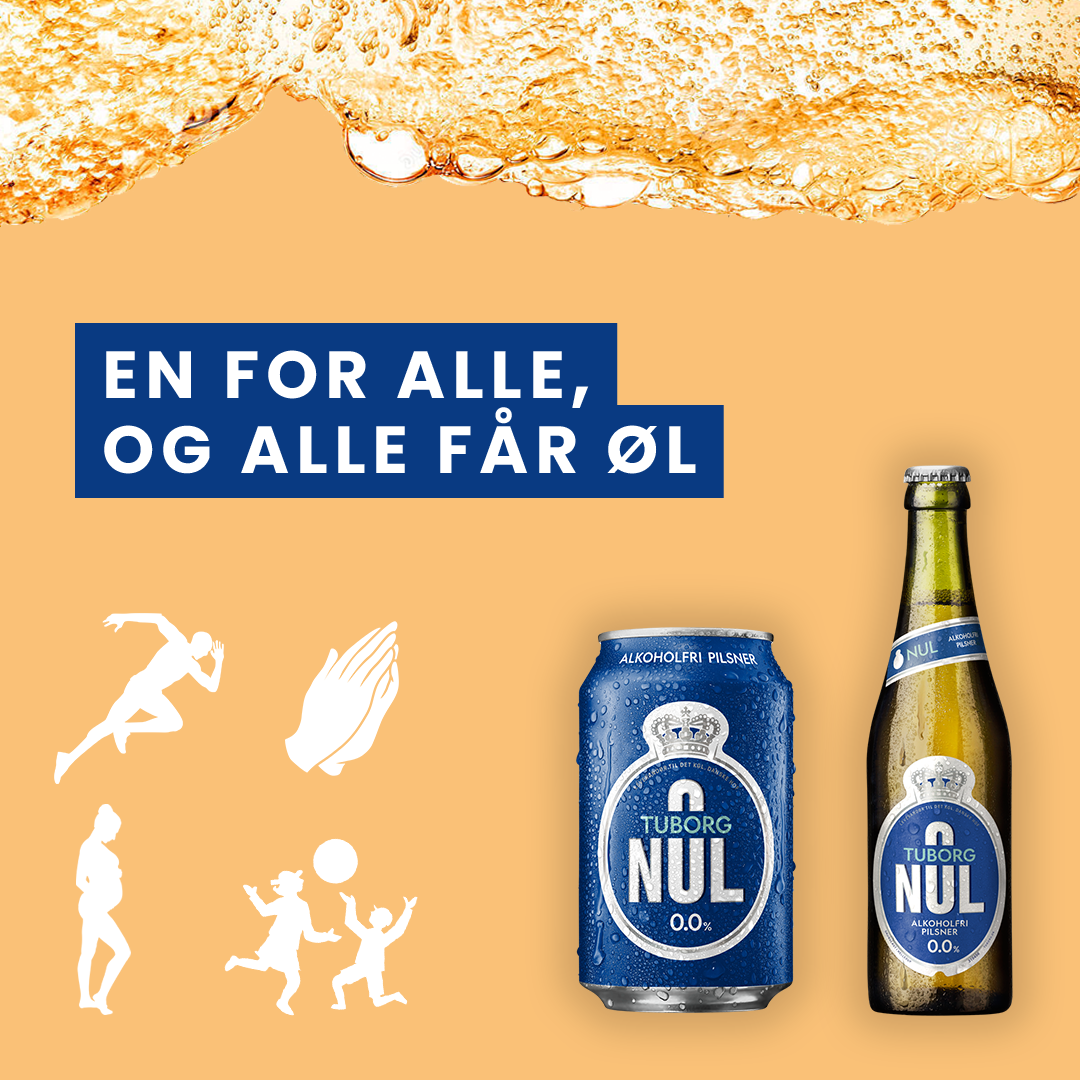 EN FOR ALLE,
OG ALLE FÅR ØL
ALKOHOLFRI PILSNER
TUBORG
NUL
0.0%
NUL
ALKOHOLFRI
PILSNER
TUBORG
NUL
ALKOHOLFRI
PILSNER
0.0%